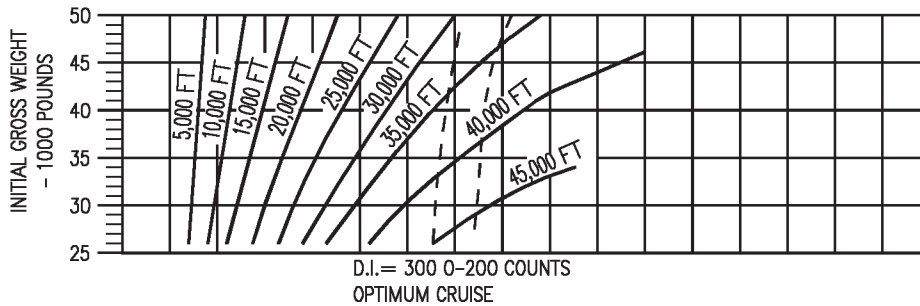 INITIAL GROSS WEIGHT
- 1000 POUNDS
50
45
40
35
30
25
5,000 FT
10,000 FT
15,000 FT
20,000 FT
25,000 FT
30,000 FT
35,000 FT
40,000 FT
45,000 FT
D.I.= 300 0-200 COUNTS
OPTIMUM CRUISE